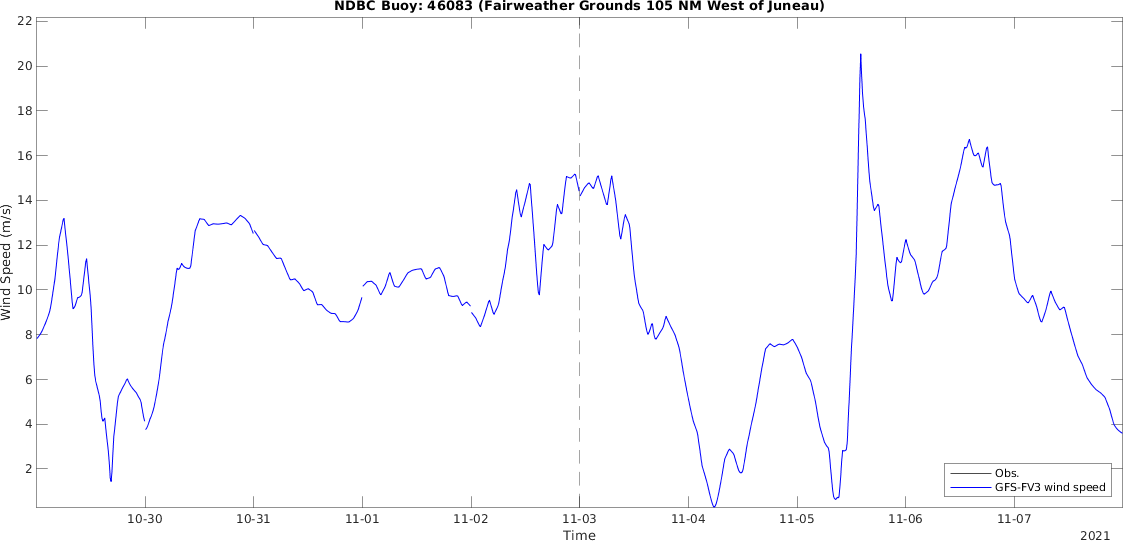 NDBC Buoy: 46083 (Fairweather Grounds 105 NM West of Juneau)
22
20
18
16
14
12
10
8
6
4
2
Wind Speed (m/s)
Obs.
GFS-FV3 wind speed
10-30 10-31 11-01 11-02 11-03 11-04 11-05 11-06 11-07
Time
2021